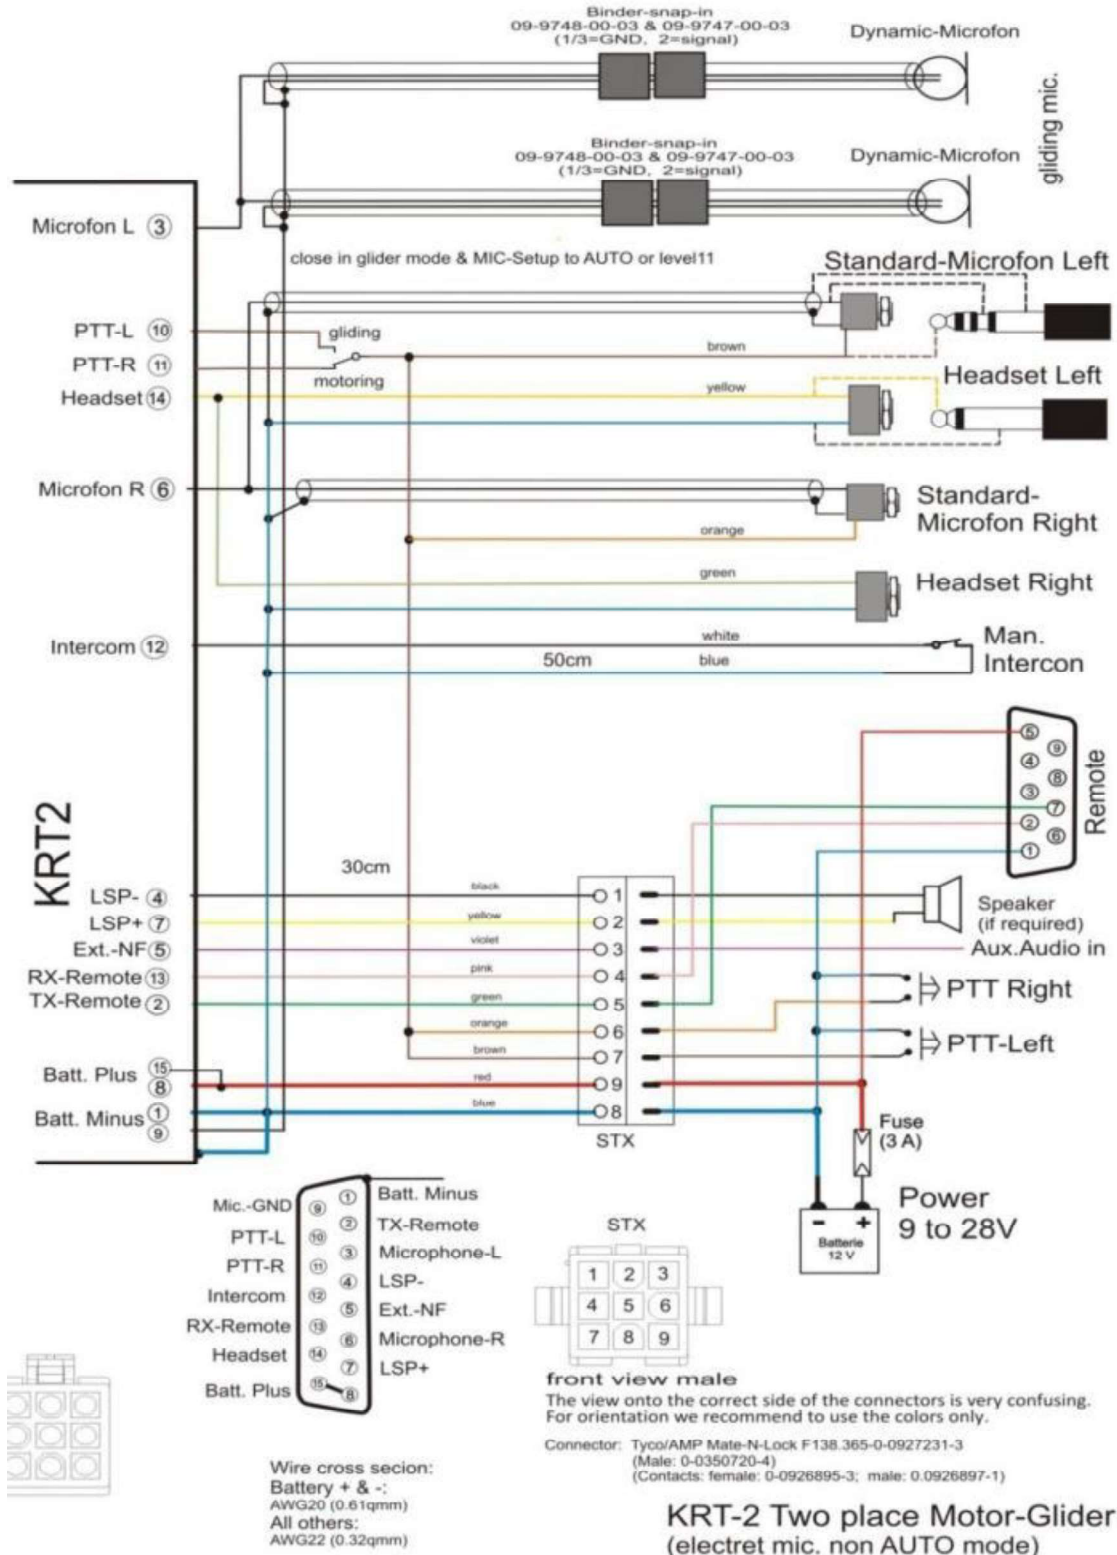 Binder-snap-in
09-9748-00-03 & 09-9747-00-03
(1/3=GND, 2=signal)
Dynamic-Microfon
gliding mic.
Binder-snap-in
09-9748-00-03 & 09-9747-00-03
(1/3=GND, 2=signal)
Dynamic-Microfon
Microfon L 3
close in glider mode & MIC-Setup to AUTO or level11
Standard-Microfon Left
PTT-L 10
gliding
PTT-R 11
motoring
brown
Headset 14
yellow
Headset Left
Microfon R 6
Standard-
Microfon Right
orange
green
Headset Right
Intercom 12
white
Man.
Intercon
50cm
blue
Remote
5
9
4
8
3
7
2
6
1
KRT2
30cm
LSP- 4
black
1
Speaker
(if required)
LSP+ 7
yellow
2
Ext.-NF 5
violet
3
Aux.Audio in
RX-Remote 13
pink
4
TX-Remote 2
green
5
PTT Right
orange
6
brown
7
PTT-Left
Batt. Plus 15
8
red
9
Batt. Minus 1
9
blue
8
STX
Fuse
(3 A)
Power
9 to 28V
- +
Batterie
12 V
Mic.-GND 9
1 Batt. Minus
PTT-L 10
2 TX-Remote
PTT-R 11
3 Microphone-L
Intercom 12
4 LSP-
RX-Remote 13
5 Ext.-NF
Headset 14
6 Microphone-R
Batt. Plus 15
7 LSP+
8
STX
1 2 3
4 5 6
7 8 9
front view male
The view onto the correct side of the connectors is very confusing.
For orientation we recommend to use the colors only.
Connector: Tyco/AMP Mate-N-Lock F138.365-0-0927231-3
(Male: 0-0350720-4)
(Contacts: female: 0-0926895-3; male: 0.0926897-1)
Wire cross secion:
Battery + & -:
AWG20 (0.61qmm)
All others:
AWG22 (0.32qmm)
KRT-2 Two place Motor-Glider
(electret mic. non AUTO mode)